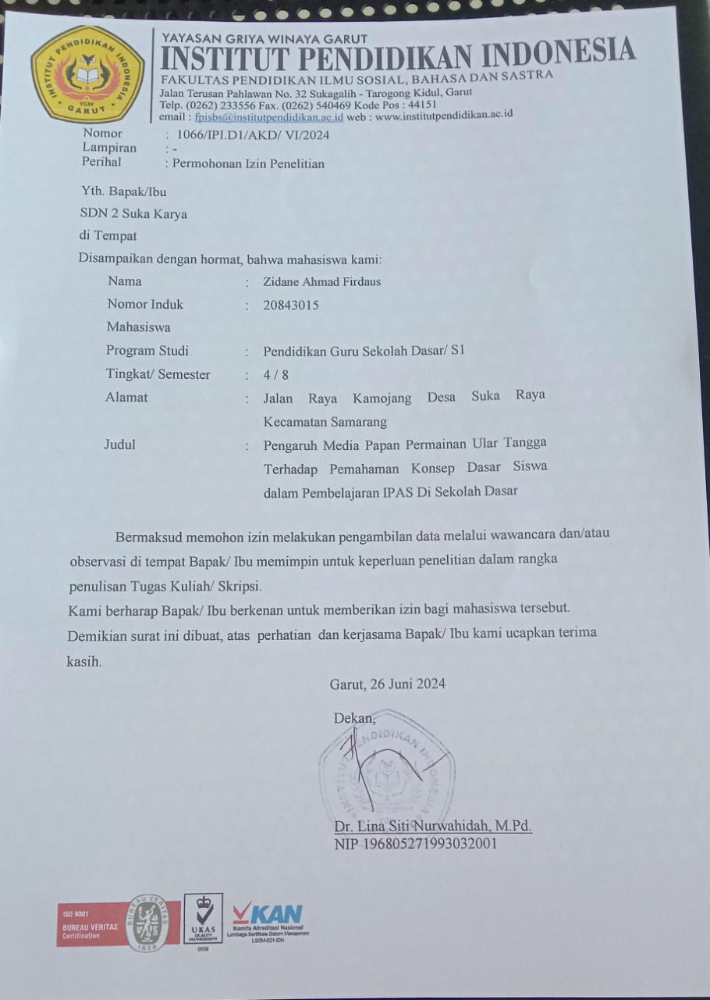 INSTITUT PENDIDIKAN INDONESIA
YGW
GARUT
YAYASAN GRIYA WINAYA GARUT
INSTITUT PENDIDIKAN INDONESIA
FAKULTAS PENDIDIKAN ILMU SOSIAL, BAHASA DAN SASTRA
Jalan Terusan Pahlawan No. 32 Sukagalih - Tarogong Kidul, Garut
Telp. (0262) 233556 Fax. (0262) 540469 Kode Pos : 44151
email : fpisbs@institutpendidikan.ac.id web : www.institutpendidikan.ac.id
Nomor : 1066/IPI.D1/AKD/ VI/2024
Lampiran : -
Perihal : Permohonan Izin Penelitian
Yth. Bapak/Ibu
SDN 2 Suka Karya
di Tempat
Disampaikan dengan hormat, bahwa mahasiswa kami:
Nama : Zidane Ahmad Firdaus
Nomor Induk : 20843015
Mahasiswa
Program Studi : Pendidikan Guru Sekolah Dasar/ S1
Tingkat/ Semester : 4 / 8
Alamat : Jalan Raya Kamojang Desa Suka Raya
Kecamatan Samarang
Judul : Pengaruh Media Papan Permainan Ular Tangga
Terhadap Pemahaman Konsep Dasar Siswa
dalam Pembelajaran IPAS Di Sekolah Dasar
Bermaksud memohon izin melakukan pengambilan data melalui wawancara dan/atau
observasi di tempat Bapak/ Ibu memimpin untuk keperluan penelitian dalam rangka
penulisan Tugas Kuliah/ Skripsi.
Kami berharap Bapak/ Ibu berkenan untuk memberikan izin bagi mahasiswa tersebut.
Demikian surat ini dibuat, atas perhatian dan kerjasama Bapak/ Ibu kami ucapkan terima
kasih.
Garut, 26 Juni 2024
Dekan,
INSTITUT PENDIDIKAN INDONESIA
Dr. Lina Siti Nurwahidah, M.Pd.
NIP 196805271993032001
ISO 9001
BUREAU VERITAS
Certification
BUREAU VERITAS
1828
UKAS
QUALITY
MANAGEMENT
0008
KAN
Komite Akreditasi Nasional
Lembaga Sertifikasi Sistem Manajemen
LSSM-021-IDN